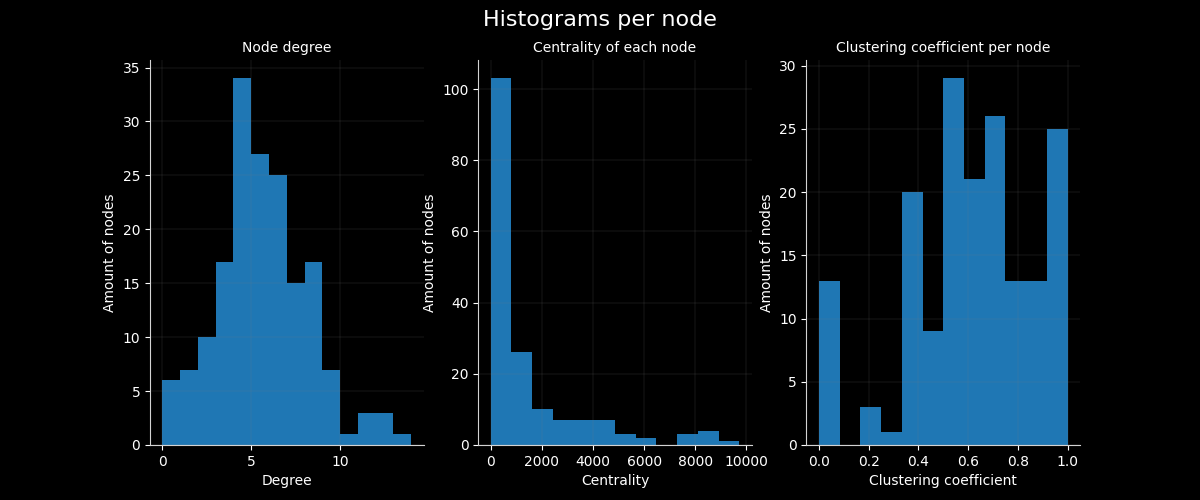 Histograms per node
Node degree
Amount of nodes
35
30
25
20
15
10
5
0
0 5 10
Degree
Centrality of each node
Amount of nodes
100
80
60
40
20
0
0 2000 4000 6000 8000 10000
Centrality
Clustering coefficient per node
Amount of nodes
30
25
20
15
10
5
0
0.0 0.2 0.4 0.6 0.8 1.0
Clustering coefficient